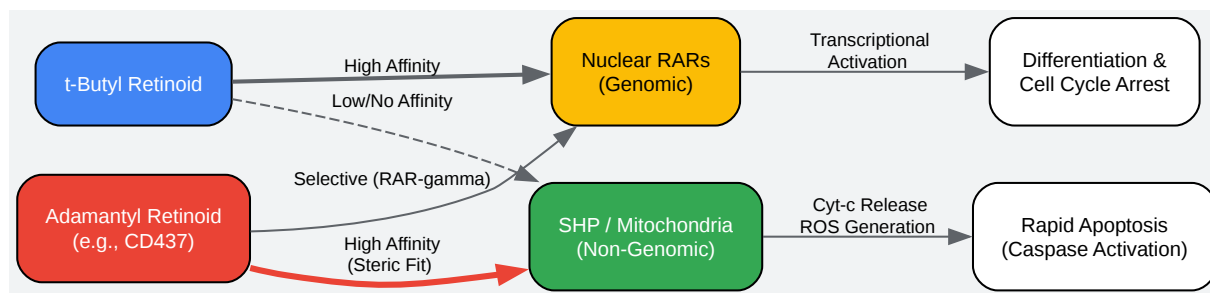 t-Butyl Retinoid
High Affinity
Low/No Affinity
Nuclear RARs
(Genomic)
Transcriptional
Activation
Differentiation &
Cell Cycle Arrest
Adamantyl Retinoid
(e.g., CD437)
Selective (RAR-gamma)
High Affinity
(Steric Fit)
SHP / Mitochondria
(Non-Genomic)
Cyt-c Release
ROS Generation
Rapid Apoptosis
(Caspase Activation)